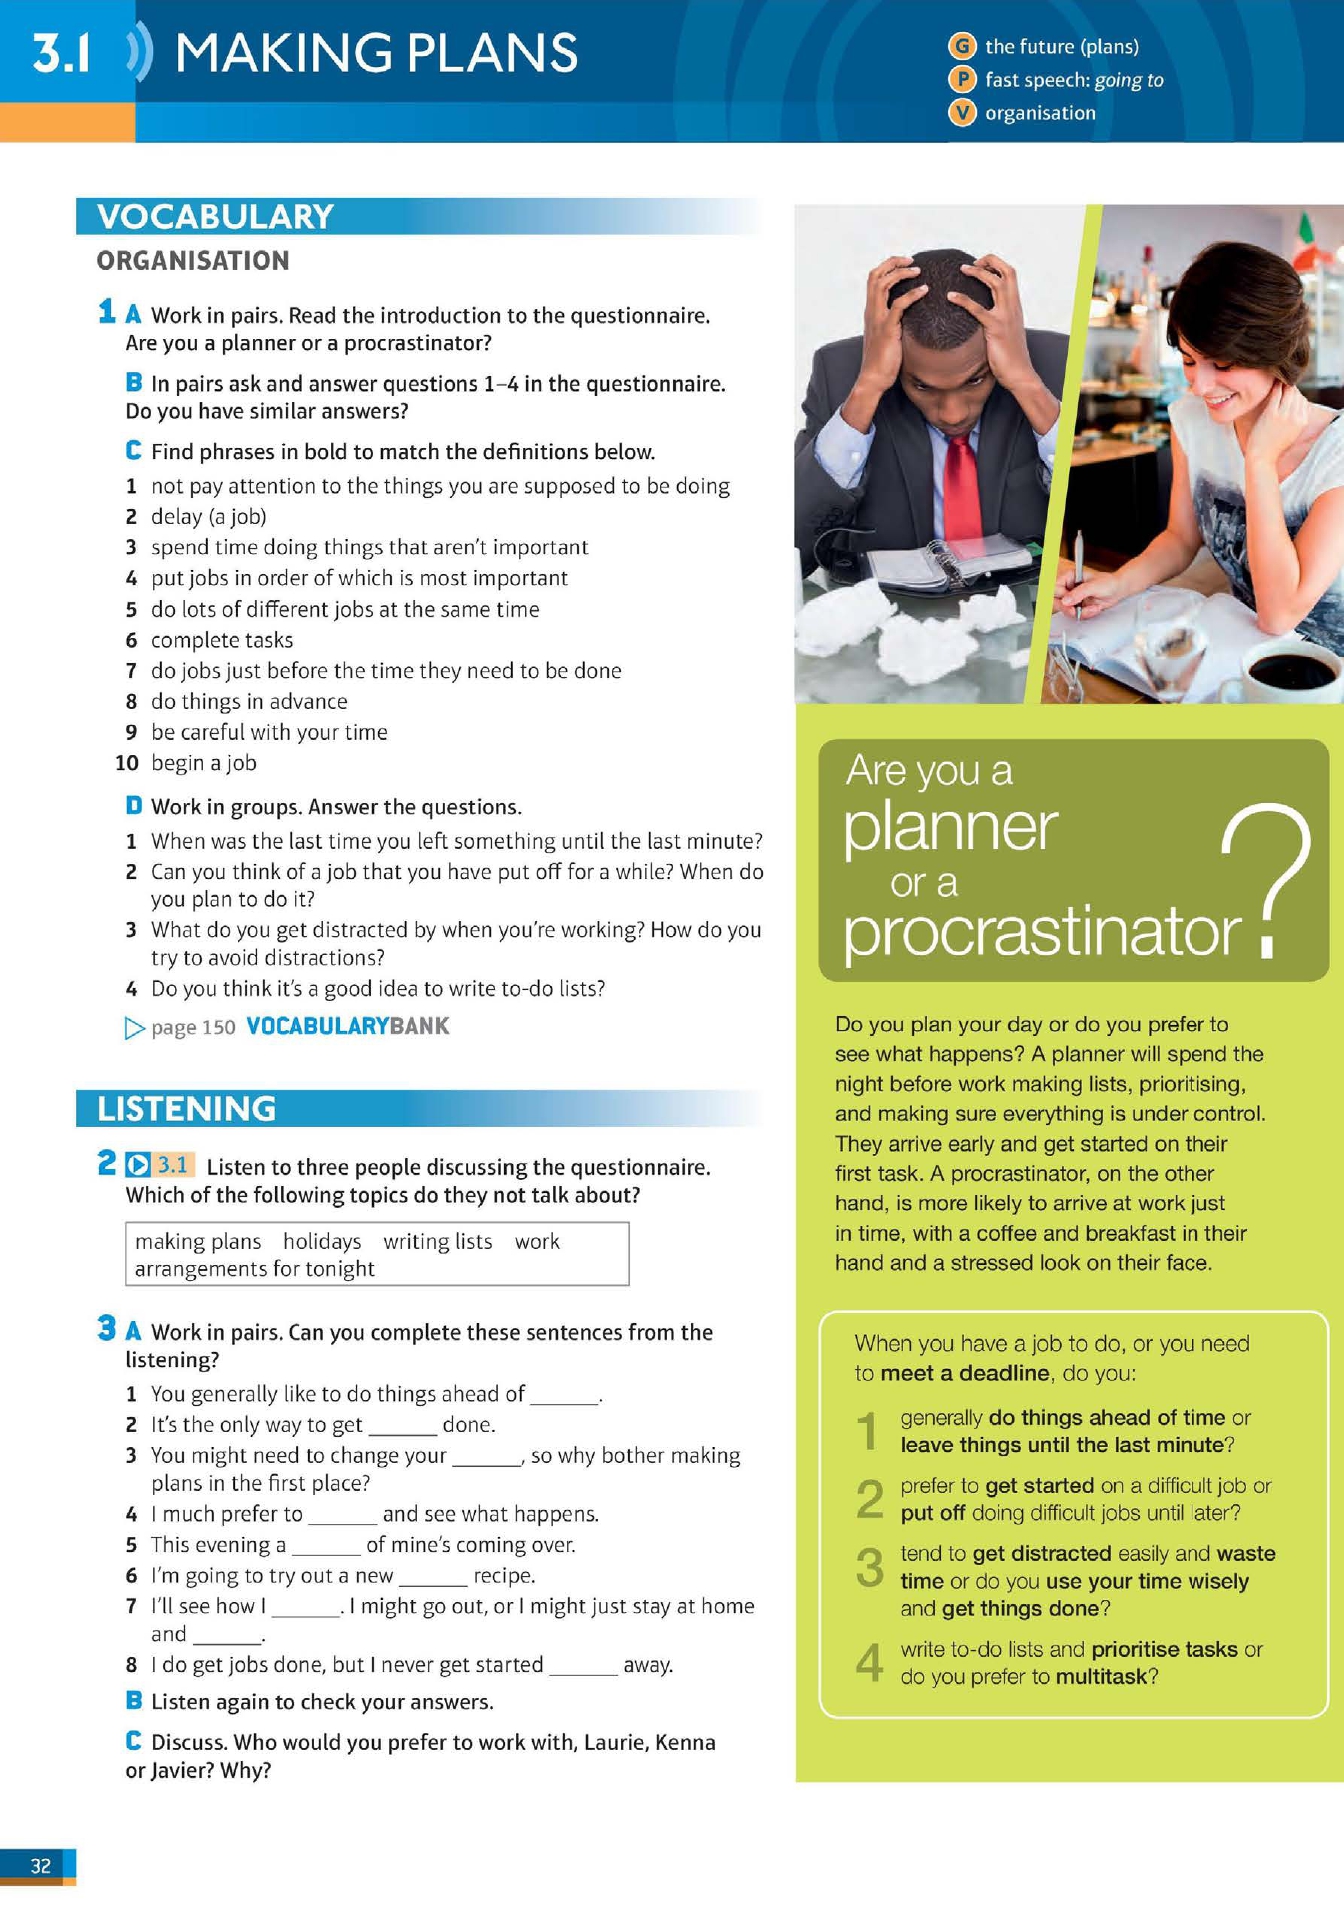 3.1 MAKING PLANS
G the future (plans)
P fast speech: going to
V organisation
VOCABULARY
ORGANISATION
1 A Work in pairs. Read the introduction to the questionnaire.
Are you a planner or a procrastinator?
B In pairs ask and answer questions 1–4 in the questionnaire.
Do you have similar answers?
C Find phrases in bold to match the definitions below.
1 not pay attention to the things you are supposed to be doing
2 delay (a job)
3 spend time doing things that aren't important
4 put jobs in order of which is most important
5 do lots of different jobs at the same time
6 complete tasks
7 do jobs just before the time they need to be done
8 do things in advance
9 be careful with your time
10 begin a job
D Work in groups. Answer the questions.
1 When was the last time you left something until the last minute?
2 Can you think of a job that you have put off for a while? When do
you plan to do it?
3 What do you get distracted by when you're working? How do you
try to avoid distractions?
4 Do you think it's a good idea to write to-do lists?
page 150 VOCABULARYBANK
LISTENING
2 3.1 Listen to three people discussing the questionnaire.
Which of the following topics do they not talk about?
making plans holidays writing lists work
arrangements for tonight
3 A Work in pairs. Can you complete these sentences from the
listening?
1 You generally like to do things ahead of ______.
2 It's the only way to get ______ done.
3 You might need to change your ______, so why bother making
plans in the first place?
4 I much prefer to ______ and see what happens.
5 This evening a ______ of mine's coming over.
6 I'm going to try out a new ______ recipe.
7 I'll see how I ______. I might go out, or I might just stay at home
and ______.
8 I do get jobs done, but I never get started ______ away.
B Listen again to check your answers.
C Discuss. Who would you prefer to work with, Laurie, Kenna
or Javier? Why?
Are you a
planner
or a
procrastinator?
Do you plan your day or do you prefer to
see what happens? A planner will spend the
night before work making lists, prioritising,
and making sure everything is under control.
They arrive early and get started on their
first task. A procrastinator, on the other
hand, is more likely to arrive at work just
in time, with a coffee and breakfast in their
hand and a stressed look on their face.
When you have a job to do, or you need
to meet a deadline, do you:
1 generally do things ahead of time or
leave things until the last minute?
2 prefer to get started on a difficult job or
put off doing difficult jobs until later?
3 tend to get distracted easily and waste
time or do you use your time wisely
and get things done?
4 write to-do lists and prioritise tasks or
do you prefer to multitask?
32